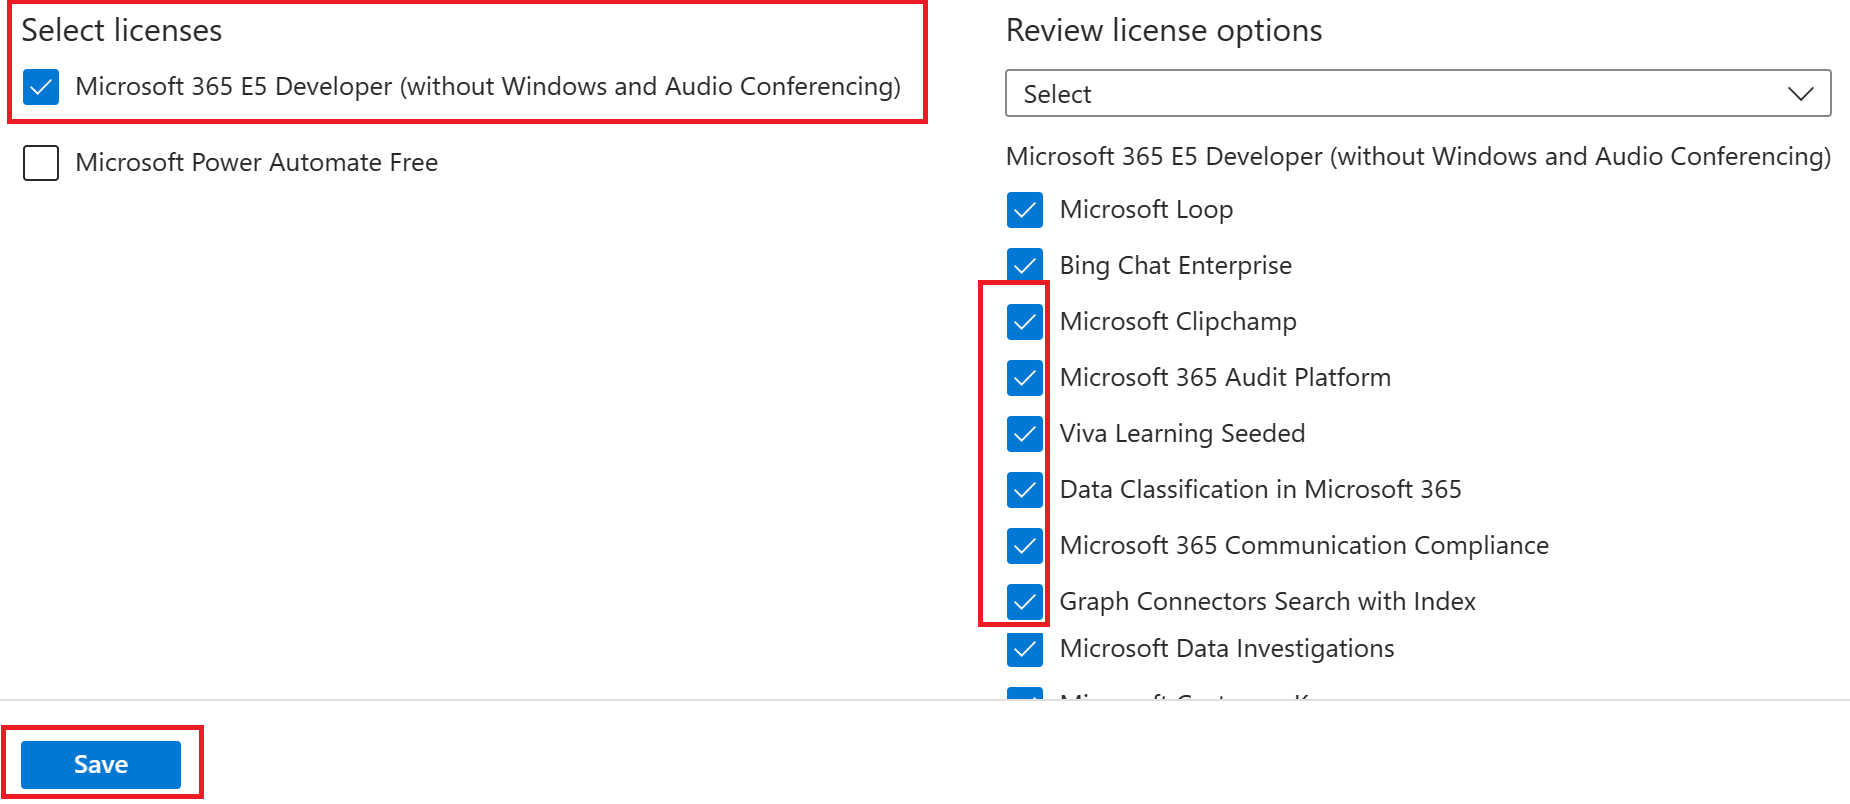 Select licenses
Microsoft 365 E5 Developer (without Windows and Audio Conferencing)
Microsoft Power Automate Free
Review license options
Select
Microsoft 365 E5 Developer (without Windows and Audio Conferencing)
Microsoft Loop
Bing Chat Enterprise
Microsoft Clipchamp
Microsoft 365 Audit Platform
Viva Learning Seeded
Data Classification in Microsoft 365
Microsoft 365 Communication Compliance
Graph Connectors Search with Index
Microsoft Data Investigations
Microsoft
Save